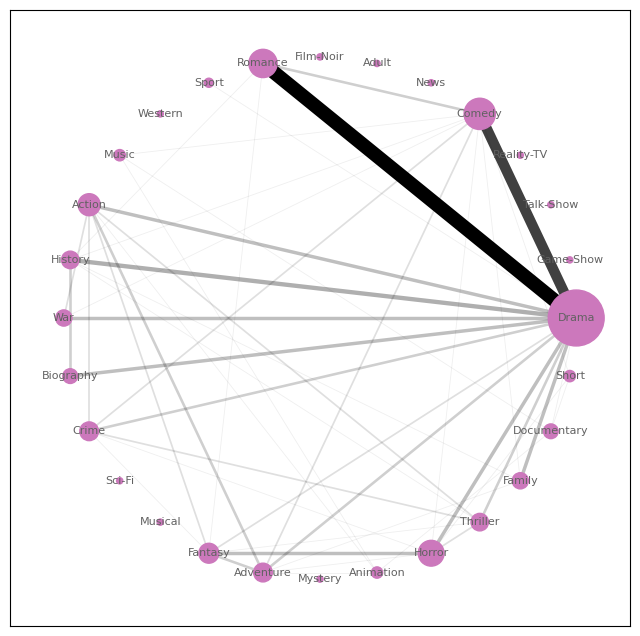 Film-Noir
Romance
Adult
Sport
News
Western
Comedy
Music
Reality-TV
Action
Talk-Show
History
Game-Show
War
Drama
Biography
Short
Crime
Documentary
Sci-Fi
Family
Musical
Thriller
Fantasy
Horror
Adventure
Animation
Mystery